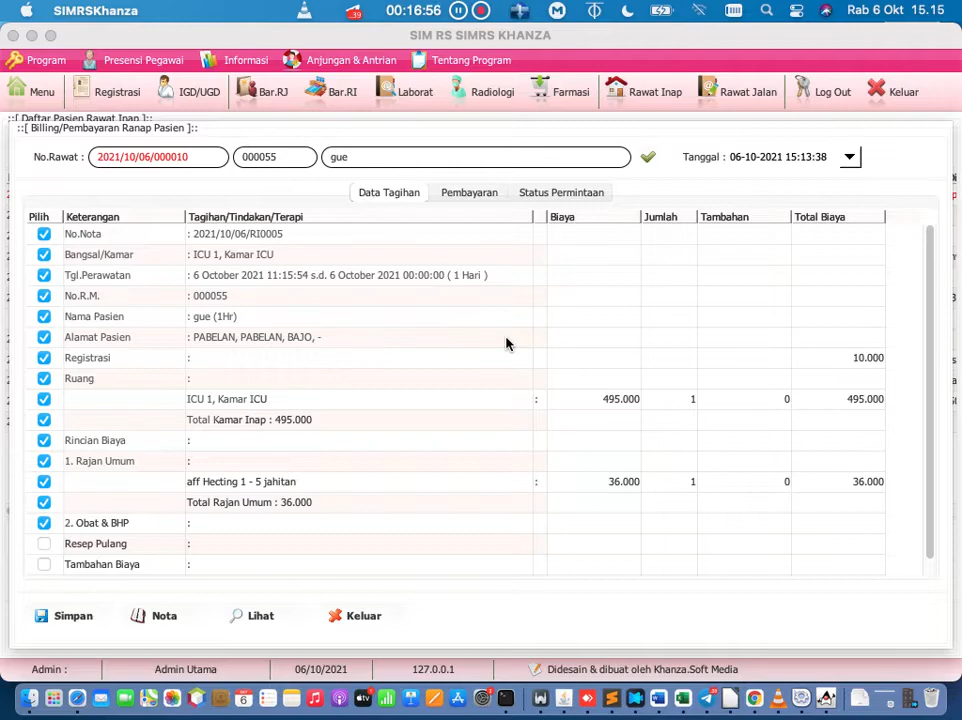 SIMRSKhanza 39 00:16:56 Rab 6 Okt 15.15
SIM RS SIMRS KHANZA
Program Presensi Pegawai Informasi Anjungan & Antrian Tentang Program
Menu Registrasi IGD/UGD Bar.RJ Bar.RI Laborat Radiologi Farmasi Rawat Inap Rawat Jalan Log Out Keluar
::[ Daftar Pasien Rawat Inap ]::
::[ Billing/Pembayaran Ranap Pasien ]::
No.Rawat : 2021/10/06/000010 000055 gue Tanggal : 06-10-2021 15:13:38
Data Tagihan Pembayaran Status Permintaan
Pilih Keterangan Tagihan/Tindakan/Terapi Biaya Jumlah Tambahan Total Biaya
No.Nota : 2021/10/06/RI0005
Bangsal/Kamar : ICU 1, Kamar ICU
Tgl.Perawatan : 6 October 2021 11:15:54 s.d. 6 October 2021 00:00:00 ( 1 Hari )
No.R.M. : 000055
Nama Pasien : gue (1Hr)
Alamat Pasien : PABELAN, PABELAN, BAJO, -
Registrasi : 10.000
Ruang :
ICU 1, Kamar ICU : 495.000 1 0 495.000
Total Kamar Inap : 495.000
Rincian Biaya :
1. Rajan Umum :
aff Hecting 1 - 5 jahitan : 36.000 1 0 36.000
Total Rajan Umum : 36.000
2. Obat & BHP :
Resep Pulang :
Tambahan Biaya :
Simpan Nota Lihat Keluar
Admin : Admin Utama 06/10/2021 127.0.0.1 Didesain & dibuat oleh Khanza.Soft Media